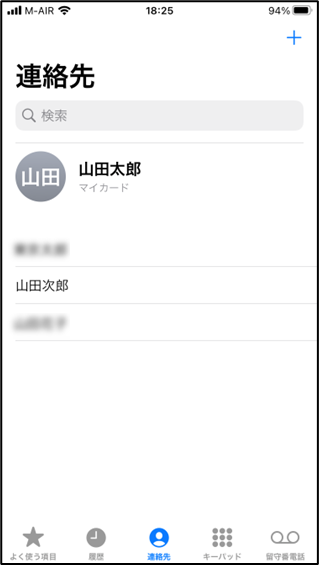 M-AIR 18:25 94%
連絡先
検索
山田
山田太郎
マイカード
山田次郎
よく使う項目 履歴 連絡先 キーパッド 留守番電話